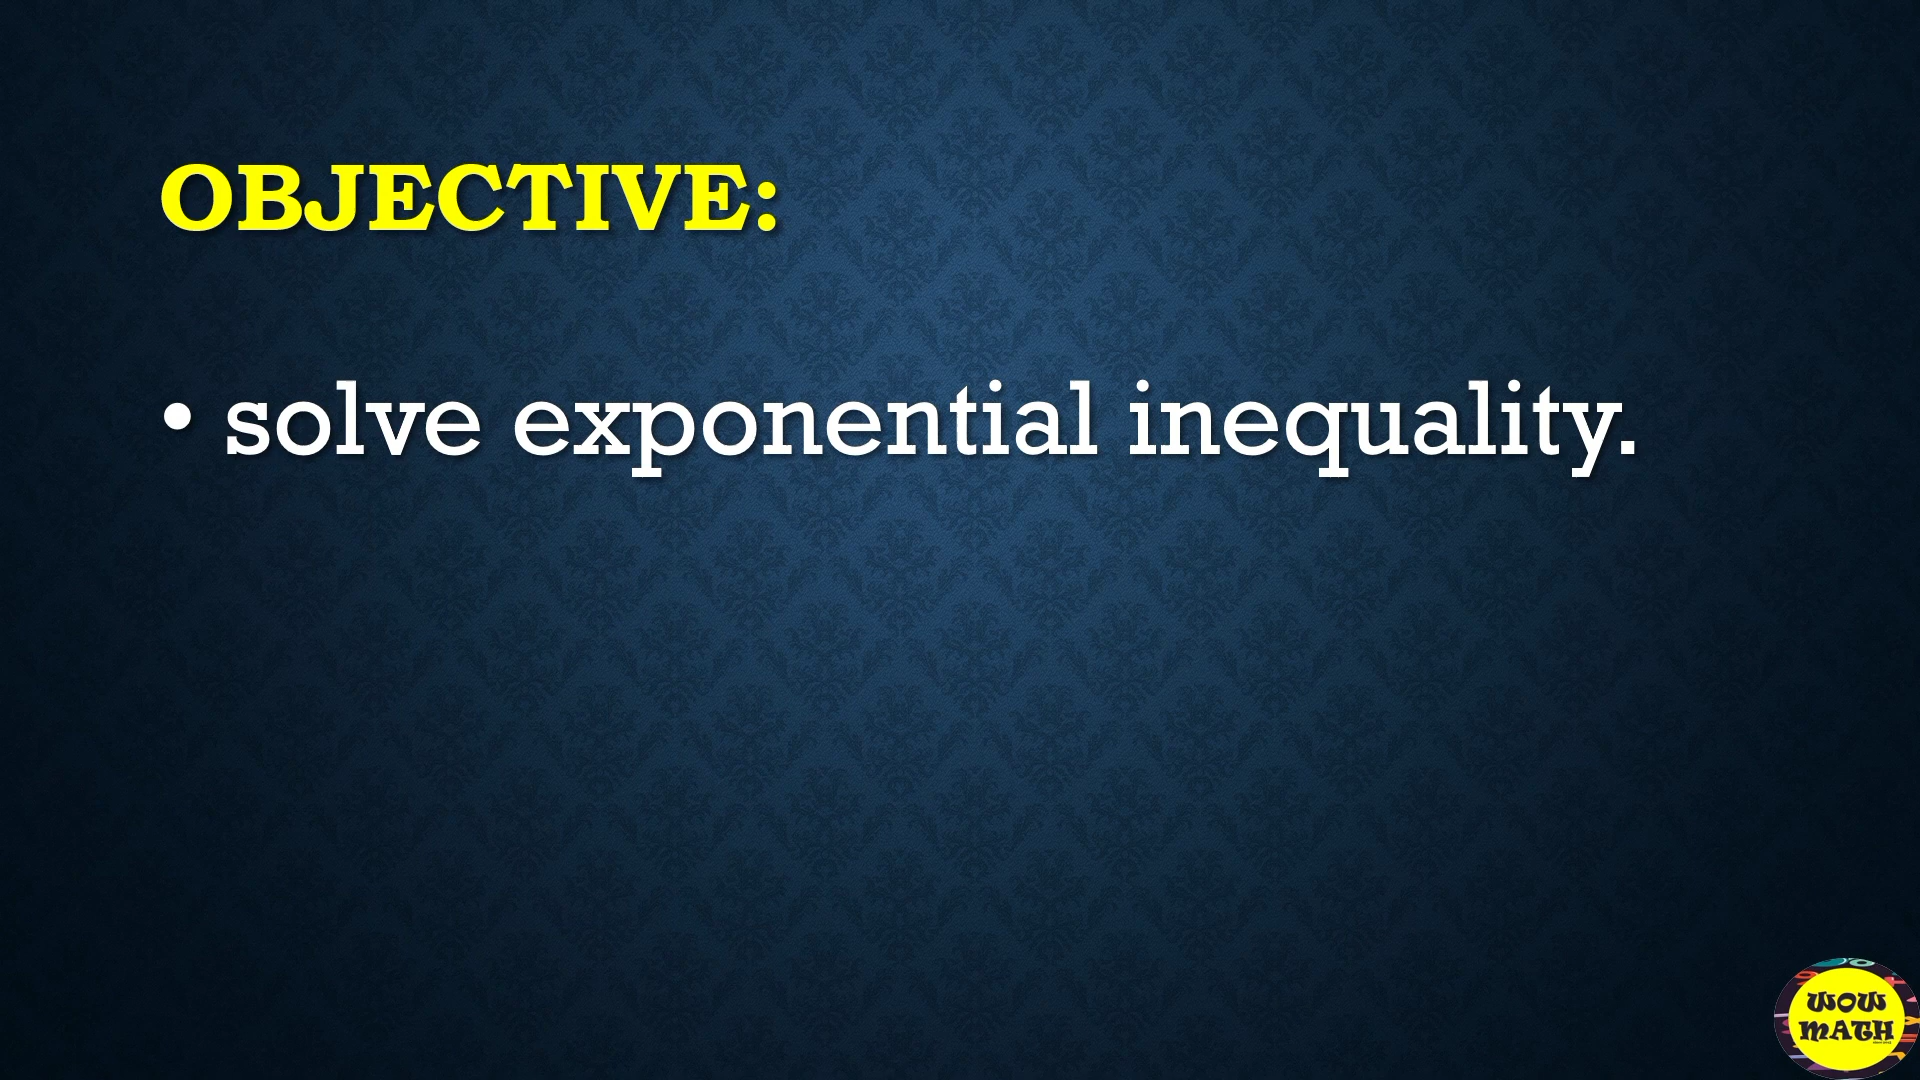 OBJECTIVE:
• solve exponential inequality.
WOW
MATH